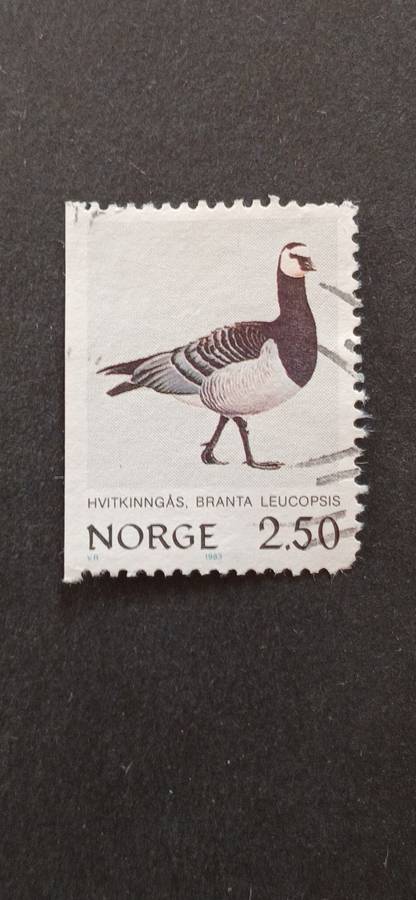 HVITKINNGÅS, BRANTA LEUCOPSIS
NORGE 2.50
V.R. 1983